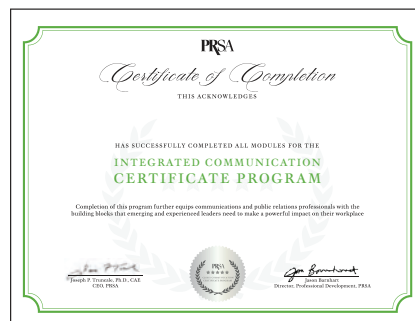 PRSA
Certificate of Completion
THIS ACKNOWLEDGES
HAS SUCCESSFULLY COMPLETED ALL MODULES FOR THE
INTEGRATED COMMUNICATION
CERTIFICATE PROGRAM
Completion of this program further equips communications and public relations professionals with the
building blocks that emerging and experienced leaders need to make a powerful impact on their workplace
PRSA
Joseph P. Truncale, Ph.D., CAE
CEO, PRSA
Jason Barnhart
Director, Professional Development, PRSA